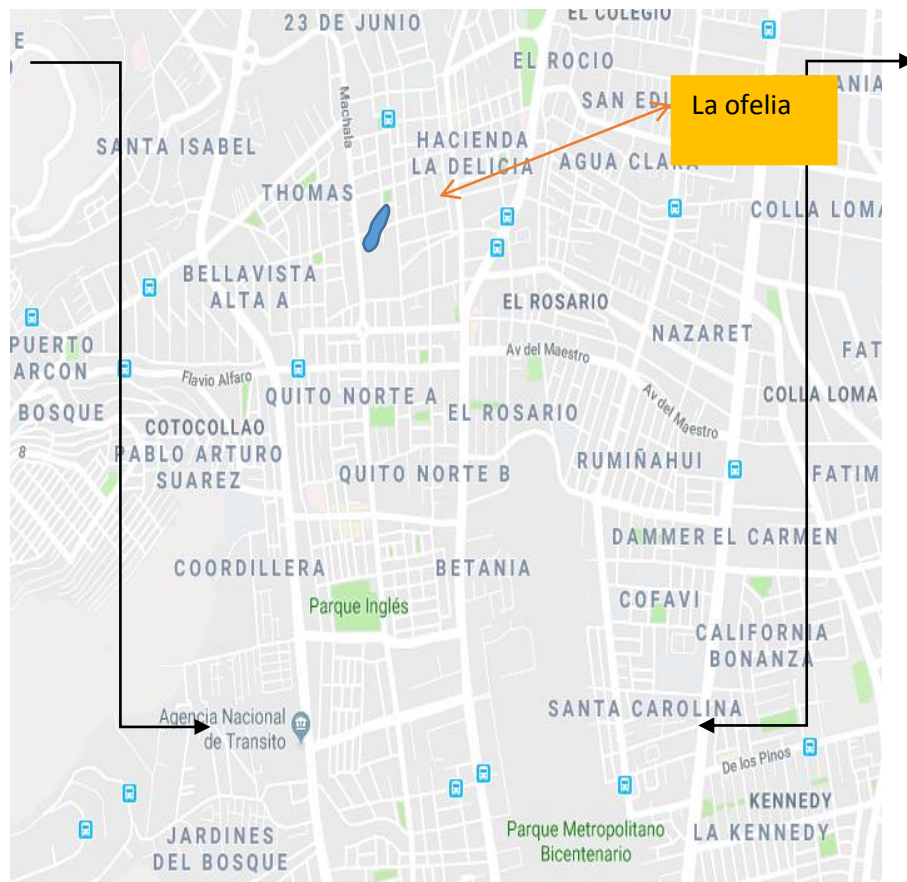 EL COLEGIO
23 DE JUNIO
E
EL ROCIO
ANIA
SAN EDI
La ofelia
Machala
HACIENDA
LA DELICIA
SANTA ISABEL
AGUA CLARA
THOMAS
COLLA LOMA
BELLAVISTA
ALTA A
EL ROSARIO
NAZARET
PUERTO
ARCON
Av del Maestro
FAT
Flavio Alfaro
QUITO NORTE A
Av del Maestro
COLLA LOMA
BOSQUE
EL ROSARIO
COTOCOLLAO
8
PABLO ARTURO
SUAREZ
QUITO NORTE B
RUMIÑAHUI
FATIM
DAMMER EL CARMEN
COORDILLERA
BETANIA
COFAVI
Parque Inglés
CALIFORNIA
BONANZA
SANTA CAROLINA
Agencia Nacional
de Transito
De los Pinos
KENNEDY
Parque Metropolitano
Bicentenario
LA KENNEDY
JARDINES
DEL BOSQUE